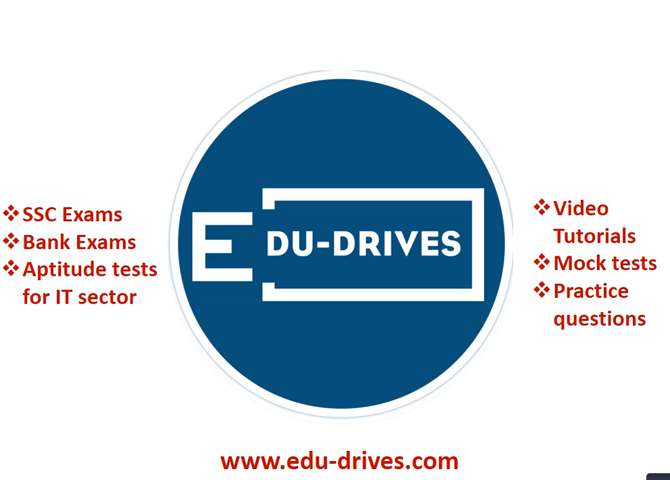 ❖SSC Exams
❖Bank Exams
❖Aptitude tests
for IT sector
EDU-DRIVES
❖Video
Tutorials
❖Mock tests
❖Practice
questions
www.edu-drives.com